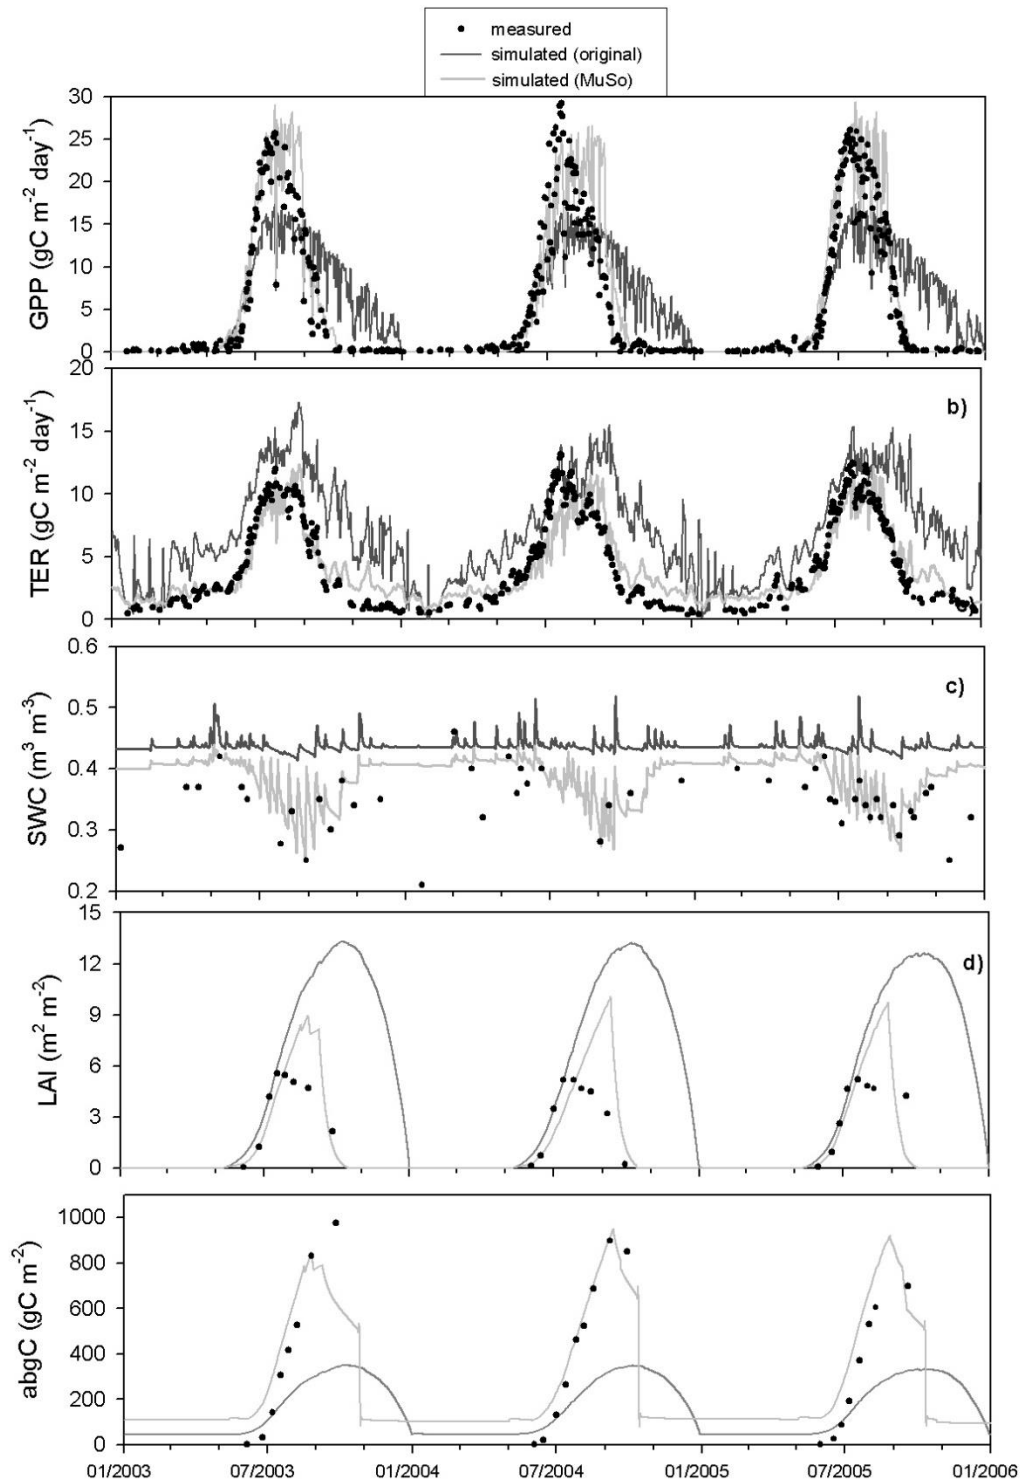 measured
simulated (original)
simulated (MuSo)
30
25
20
15
10
5
0
GPP (gC m⁻² day⁻¹)
20
15
10
5
0
TER (gC m⁻² day⁻¹)
b)
0.6
0.5
0.4
0.3
0.2
SWC (m³ m⁻³)
c)
15
12
9
6
3
0
LAI (m² m⁻²)
d)
1000
800
600
400
200
0
abgC (gC m⁻²)
01/2003 07/2003 01/2004 07/2004 01/2005 07/2005 01/2006